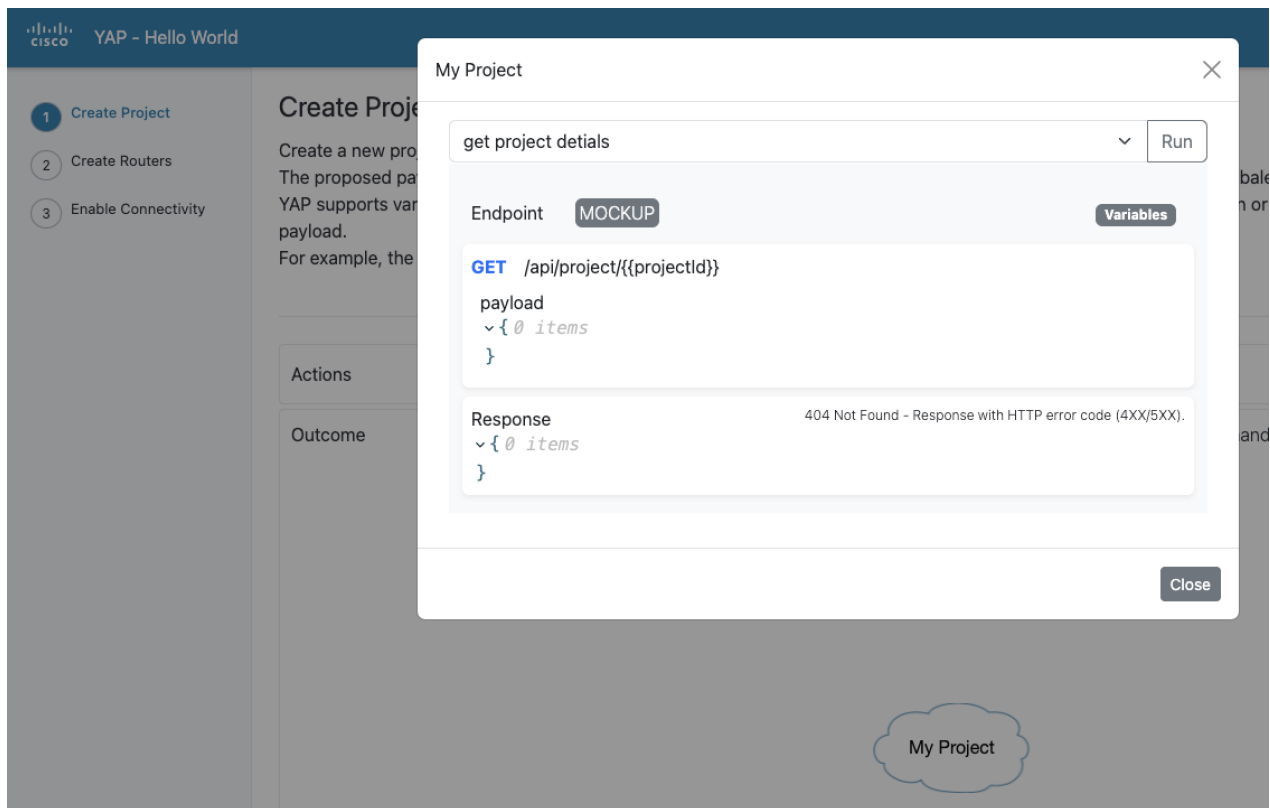 cisco
YAP - Hello World
1 Create Project
2 Create Routers
3 Enable Connectivity
Create Proje
Create a new pro
The proposed pa
YAP supports var
payload.
For example, the
Actions
Outcome
My Project
get project detials
Run
Endpoint MOCKUP Variables
GET /api/project/{{projectId}}
payload
{ 0 items
}
Response 404 Not Found - Response with HTTP error code (4XX/5XX).
{ 0 items
}
Close
bale
n or
and
My Project